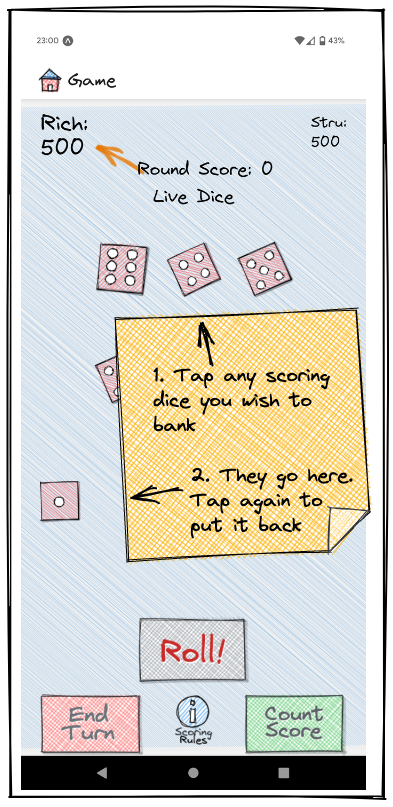 23:00
43%
Game
Rich:
500
Stru:
500
Round Score: 0
Live Dice
1. Tap any scoring
dice you wish to
bank
2. They go here.
Tap again to
put it back
Roll!
End
Turn
Scoring
Rules
Count
Score